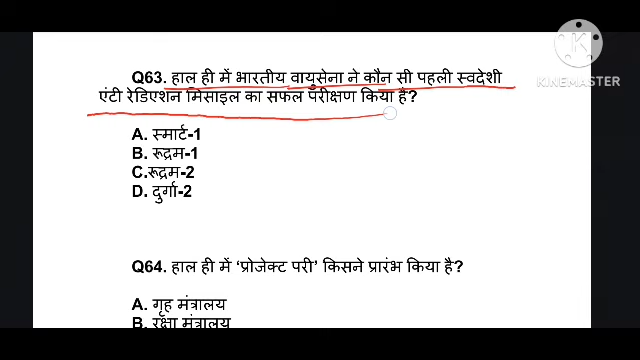 KINEMASTER
Q63. हाल ही में भारतीय वायुसेना ने कौन सी पहली स्वदेशी
एंटी रेडिएशन मिसाइल का सफल परीक्षण किया है?
A. स्मार्ट-1
B. रूद्रम-1
C.रूद्रम-2
D. दुर्गा-2
Q64. हाल ही में ‘प्रोजेक्ट परी’ किसने प्रारंभ किया है?
A. गृह मंत्रालय
B. रक्षा मंत्रालय